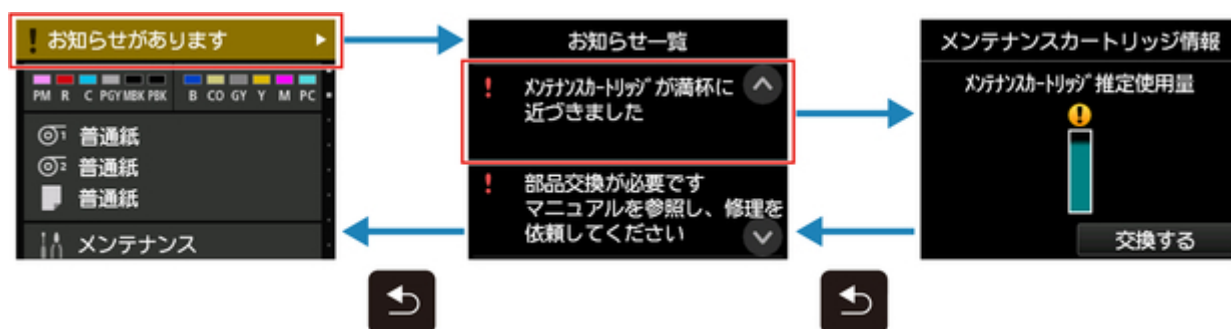 ! お知らせがあります
PM R C PGY MBK PBK B CO GY Y M PC
1 普通紙
2 普通紙
普通紙
メンテナンス
お知らせ一覧
! メンテナンスカートリッジが満杯に
近づきました
! 部品交換が必要です
マニュアルを参照し、修理を
依頼してください
メンテナンスカートリッジ情報
メンテナンスカートリッジ推定使用量
!
交換する